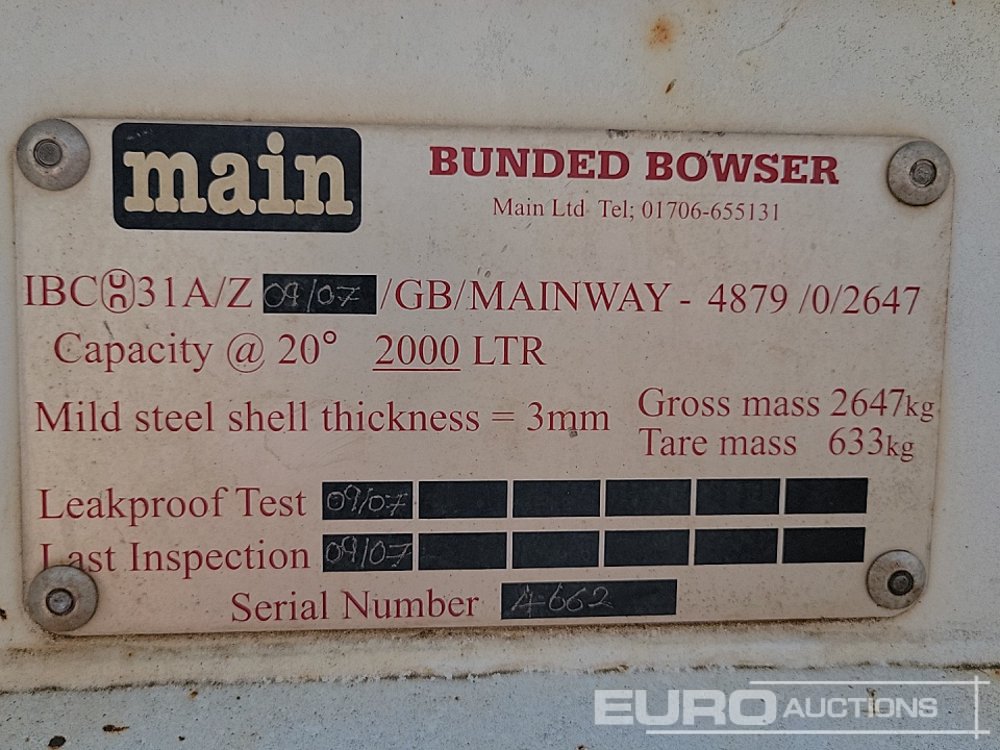 main
BUNDED BOWSER
Main Ltd Tel; 01706-655131
IBC UN 31A/Z 09/07 /GB/MAINWAY - 4879 /0/2647
Capacity @ 20° 2000 LTR
Mild steel shell thickness = 3mm
Gross mass 2647kg
Tare mass 633kg
Leakproof Test 09/07
Last Inspection 09/07
Serial Number A662
EURO AUCTIONS